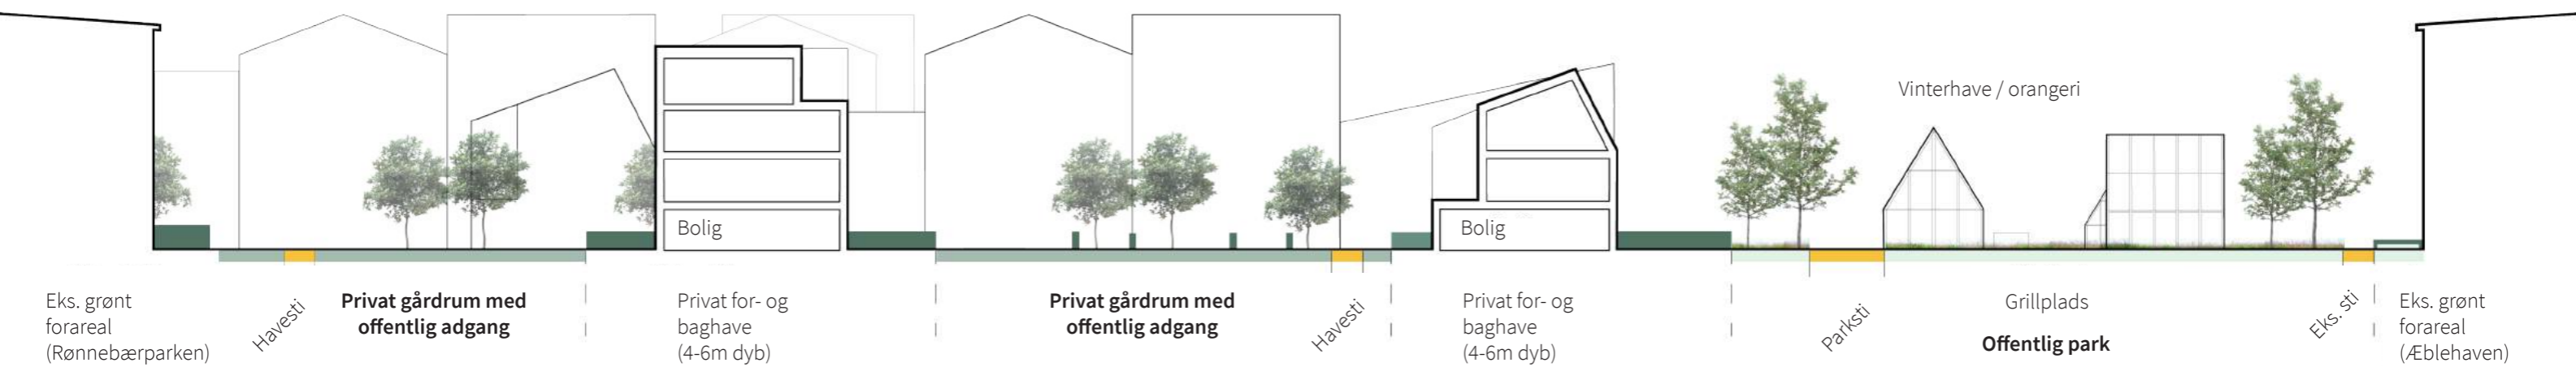 Vinterhave / orangeri
Bolig
Bolig
Eks. grønt
forareal
(Rønnebærparken)
Havesti
Privat gårdrum med
offentlig adgang
Privat for- og
baghave
(4-6m dyb)
Privat gårdrum med
offentlig adgang
Havesti
Privat for- og
baghave
(4-6m dyb)
Parksti
Grillplads
Offentlig park
Eks. sti
Eks. grønt
forareal
(Æblehaven)